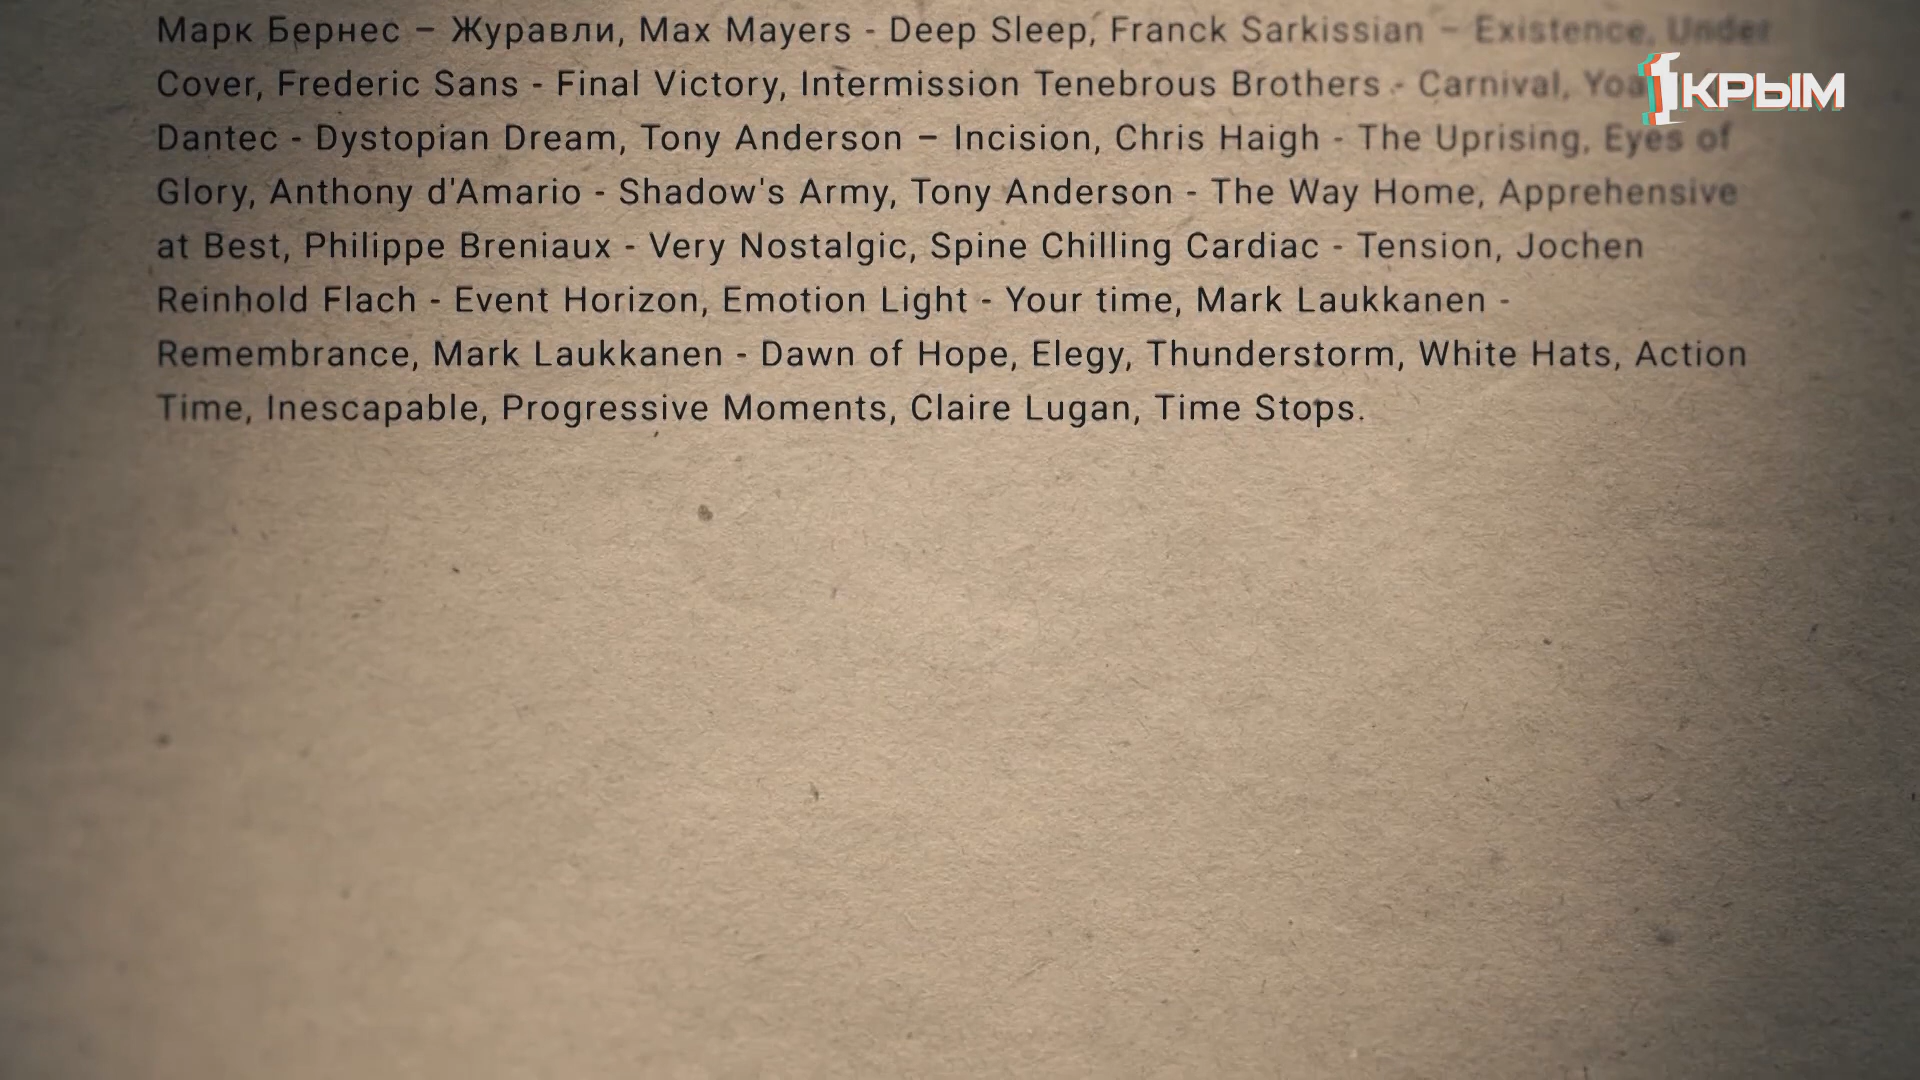 Марк Бернес – Журавли, Max Mayers - Deep Sleep, Franck Sarkissian – Existence, Under
Cover, Frederic Sans - Final Victory, Intermission Tenebrous Brothers - Carnival,
1КРЫМ
Dantec - Dystopian Dream, Tony Anderson – Incision, Chris Haigh - The Uprising, Eyes of
Glory, Anthony d'Amario - Shadow's Army, Tony Anderson - The Way Home, Apprehensive
at Best, Philippe Breniaux - Very Nostalgic, Spine Chilling Cardiac - Tension, Jochen
Reinhold Flach - Event Horizon, Emotion Light - Your time, Mark Laukkanen -
Remembrance, Mark Laukkanen - Dawn of Hope, Elegy, Thunderstorm, White Hats, Action
Time, Inescapable, Progressive Moments, Claire Lugan, Time Stops.